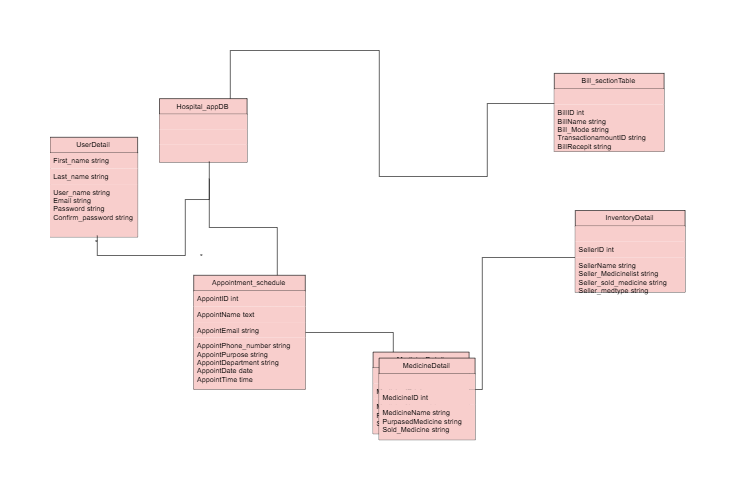 Hospital_appDB
UserDetail
First_name string
Last_name string
User_name string
Email string
Password string
Confirm_password string
*
*
Appointment_schedule
AppointID int
AppointName text
AppointEmail string
AppointPhone_number string
AppointPurpose string
AppointDepartment string
AppointDate date
AppointTime time
MedicineDetail
MedicineID int
MedicineName string
PurpasedMedicine string
Sold_Medicine string
Bill_sectionTable
BillID int
BillName string
Bill_Mode string
TransactionamountID string
BillRecepit string
InventoryDetail
SellerID int
SellerName string
Seller_Medicinelist string
Seller_sold_medicine string
Seller_medtype string